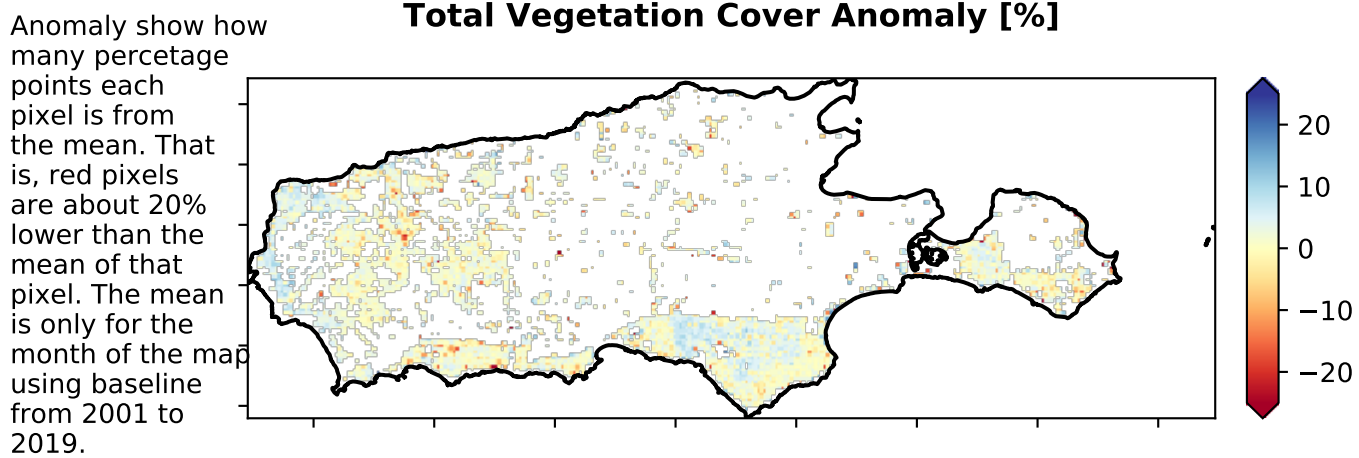 Total Vegetation Cover Anomaly [%]
Anomaly show how
many percetage
points each
pixel is from
the mean. That
is, red pixels
are about 20%
lower than the
mean of that
pixel. The mean
is only for the
month of the map
using baseline
from 2001 to
2019.
20
10
0
−10
−20